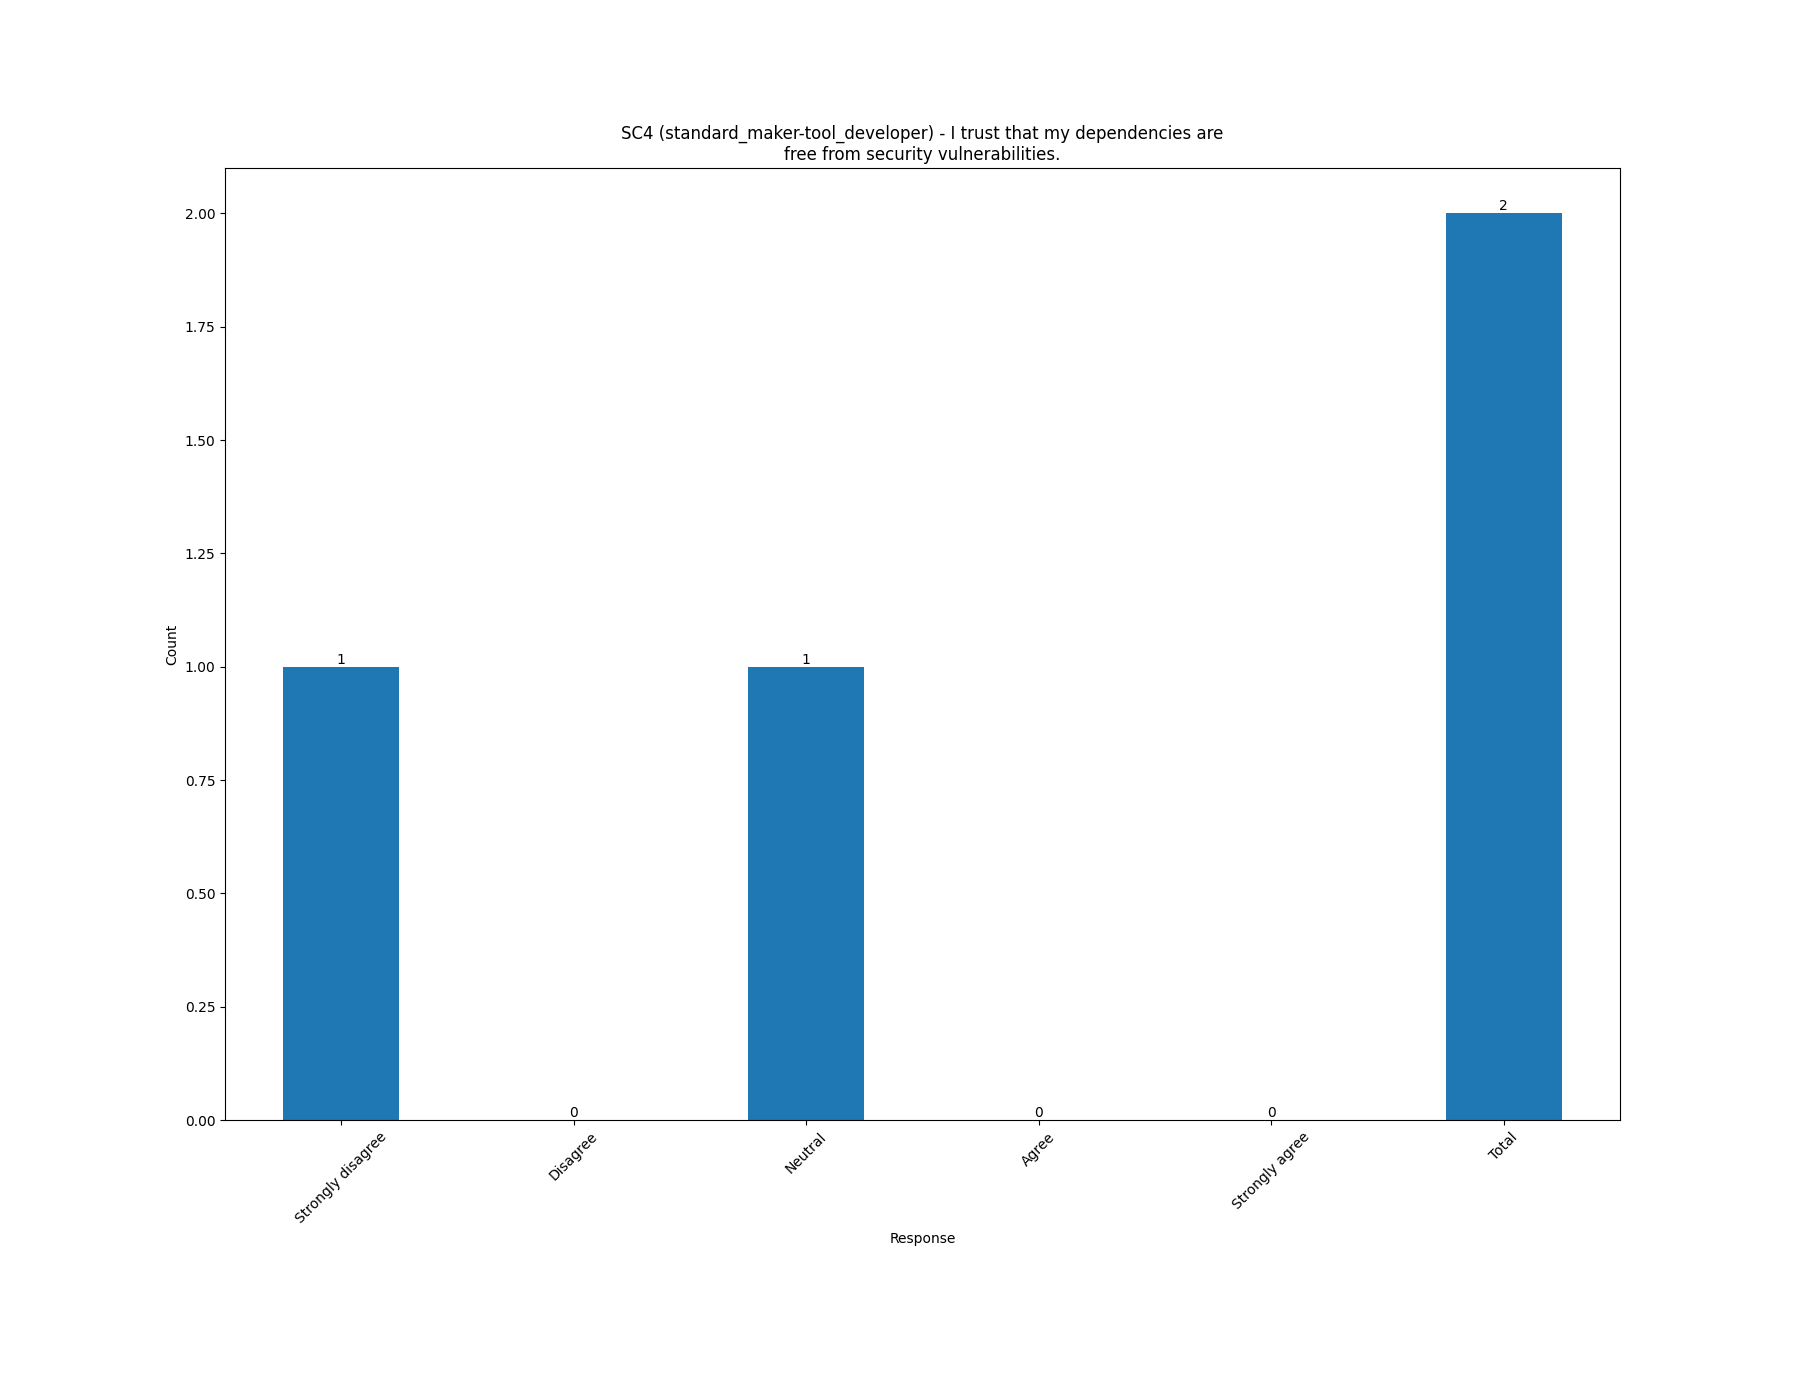 SC4 (standard_maker-tool_developer) - I trust that my dependencies are
free from security vulnerabilities.
Count
2.00
1.75
1.50
1.25
1.00
0.75
0.50
0.25
0.00
1
0
1
0
0
2
Strongly disagree
Disagree
Neutral
Agree
Strongly agree
Total
Response